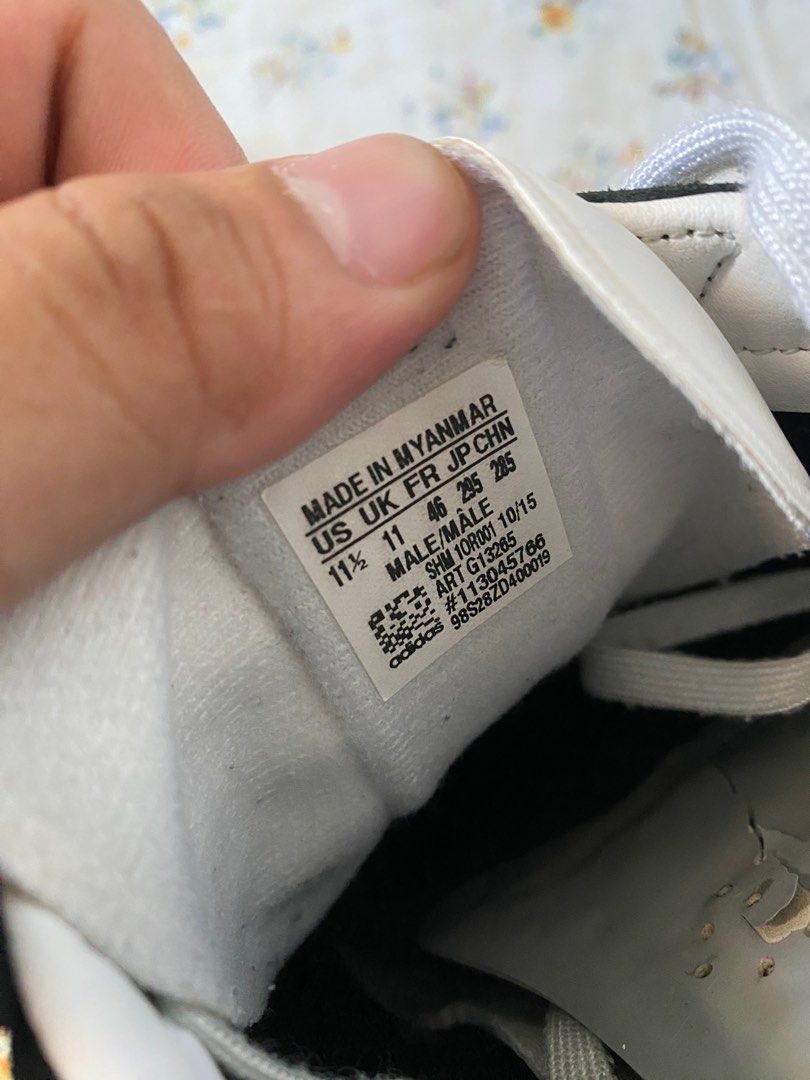 MADE IN MYANMAR
US UK FR JP CHN
11½ 11 46 295 285
MALE/MÂLE
SHM 10R001 10/15
ART G13265
#113045766
98S28ZD400019
adidas